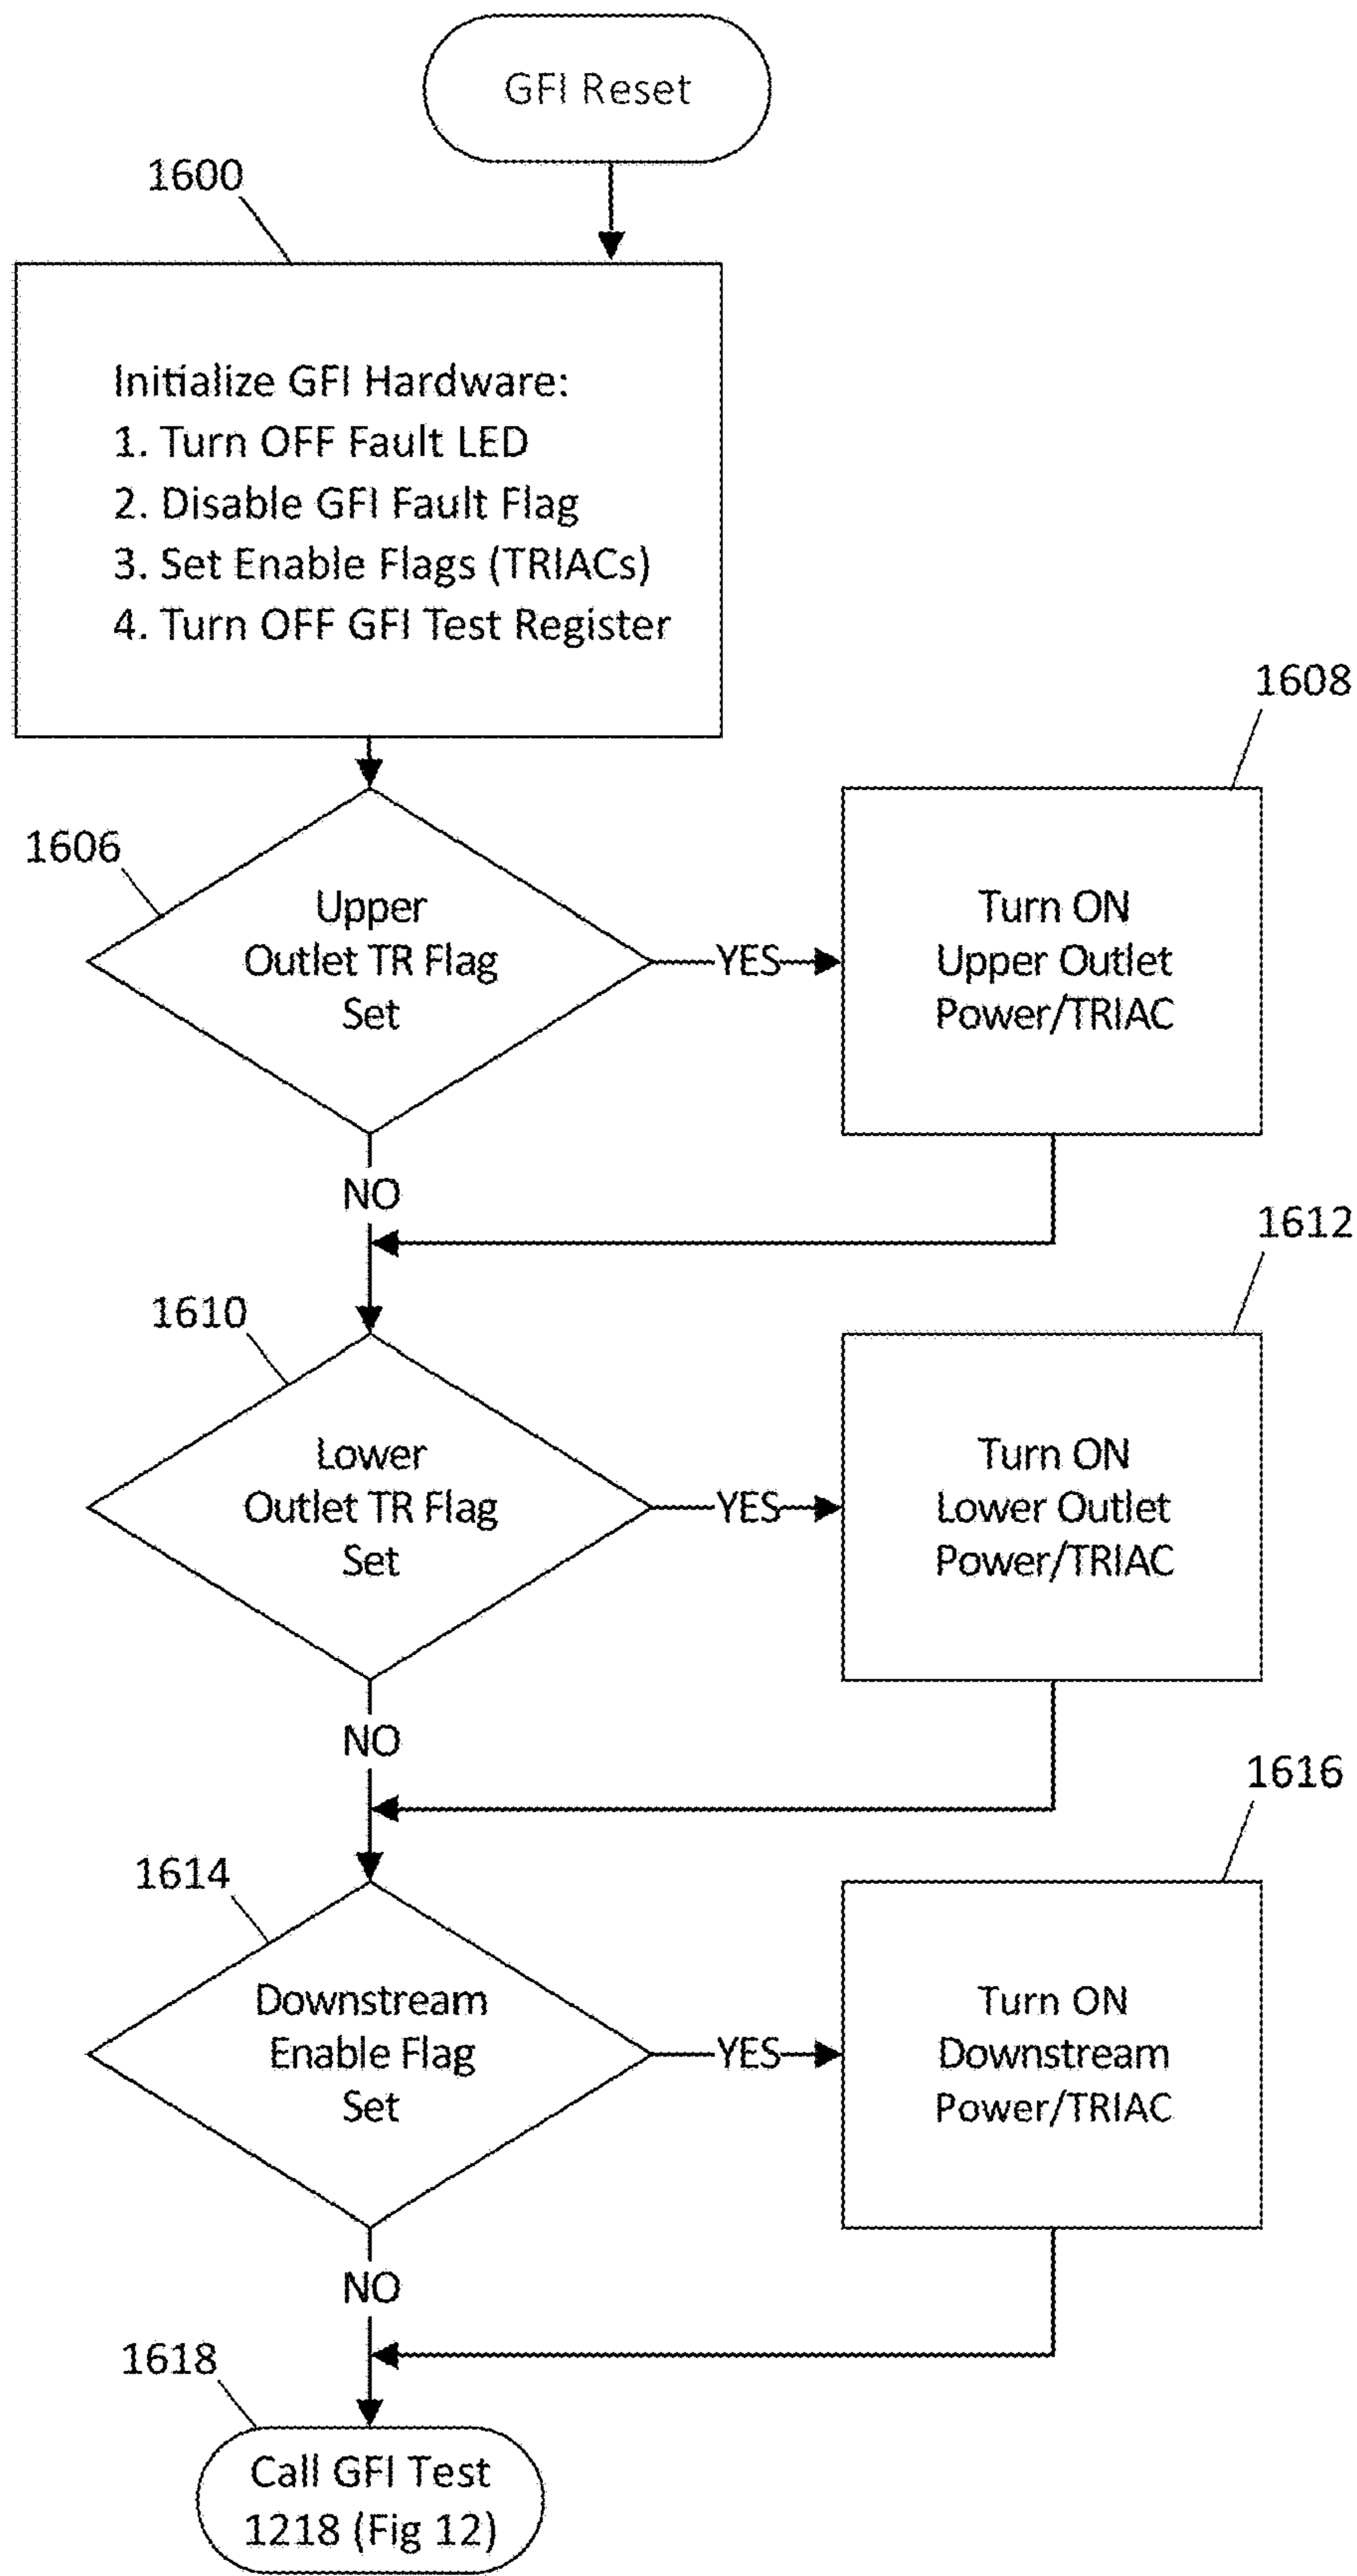 GFI Reset
1600
Initialize GFI Hardware:
1. Turn OFF Fault LED
2. Disable GFI Fault Flag
3. Set Enable Flags (TRIACs)
4. Turn OFF GFI Test Register
1606
Upper
Outlet TR Flag
Set
YES
1608
Turn ON
Upper Outlet
Power/TRIAC
NO
1610
Lower
Outlet TR Flag
Set
YES
1612
Turn ON
Lower Outlet
Power/TRIAC
NO
1614
Downstream
Enable Flag
Set
YES
1616
Turn ON
Downstream
Power/TRIAC
NO
1618
Call GFI Test
1218 (Fig 12)